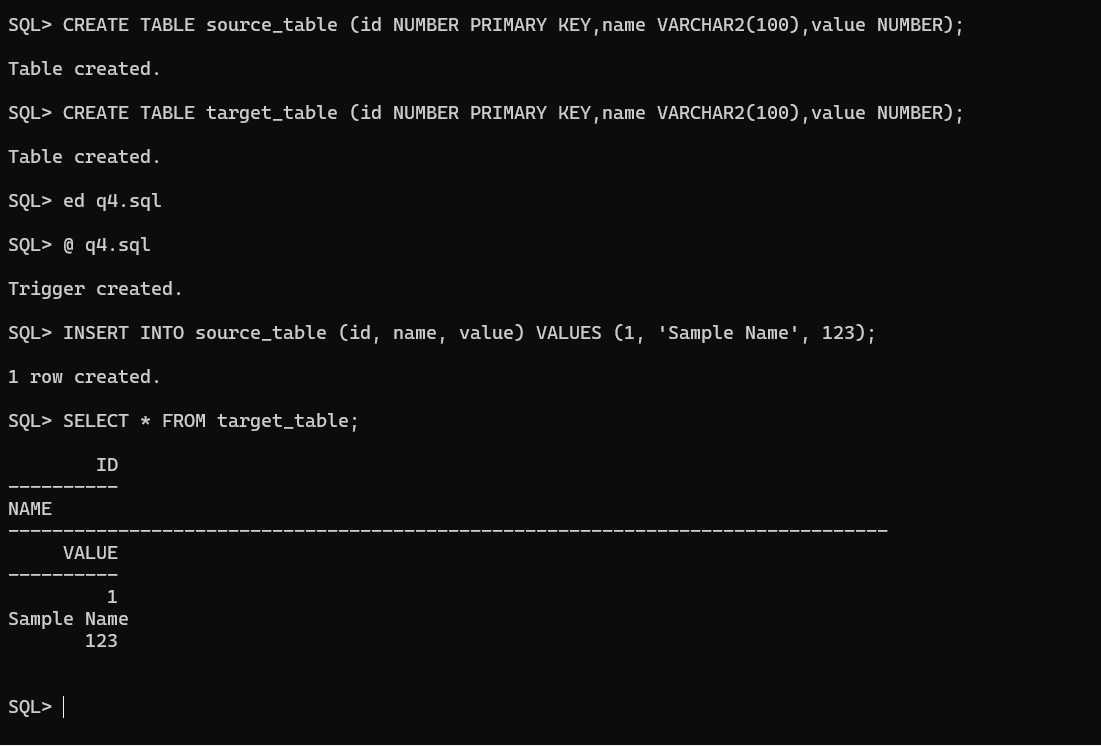 SQL> CREATE TABLE source_table (id NUMBER PRIMARY KEY,name VARCHAR2(100),value NUMBER);
Table created.
SQL> CREATE TABLE target_table (id NUMBER PRIMARY KEY,name VARCHAR2(100),value NUMBER);
Table created.
SQL> ed q4.sql
SQL> @ q4.sql
Trigger created.
SQL> INSERT INTO source_table (id, name, value) VALUES (1, 'Sample Name', 123);
1 row created.
SQL> SELECT * FROM target_table;
        ID
----------
NAME
--------------------------------------------------------------------------------
     VALUE
----------
         1
Sample Name
       123
SQL>